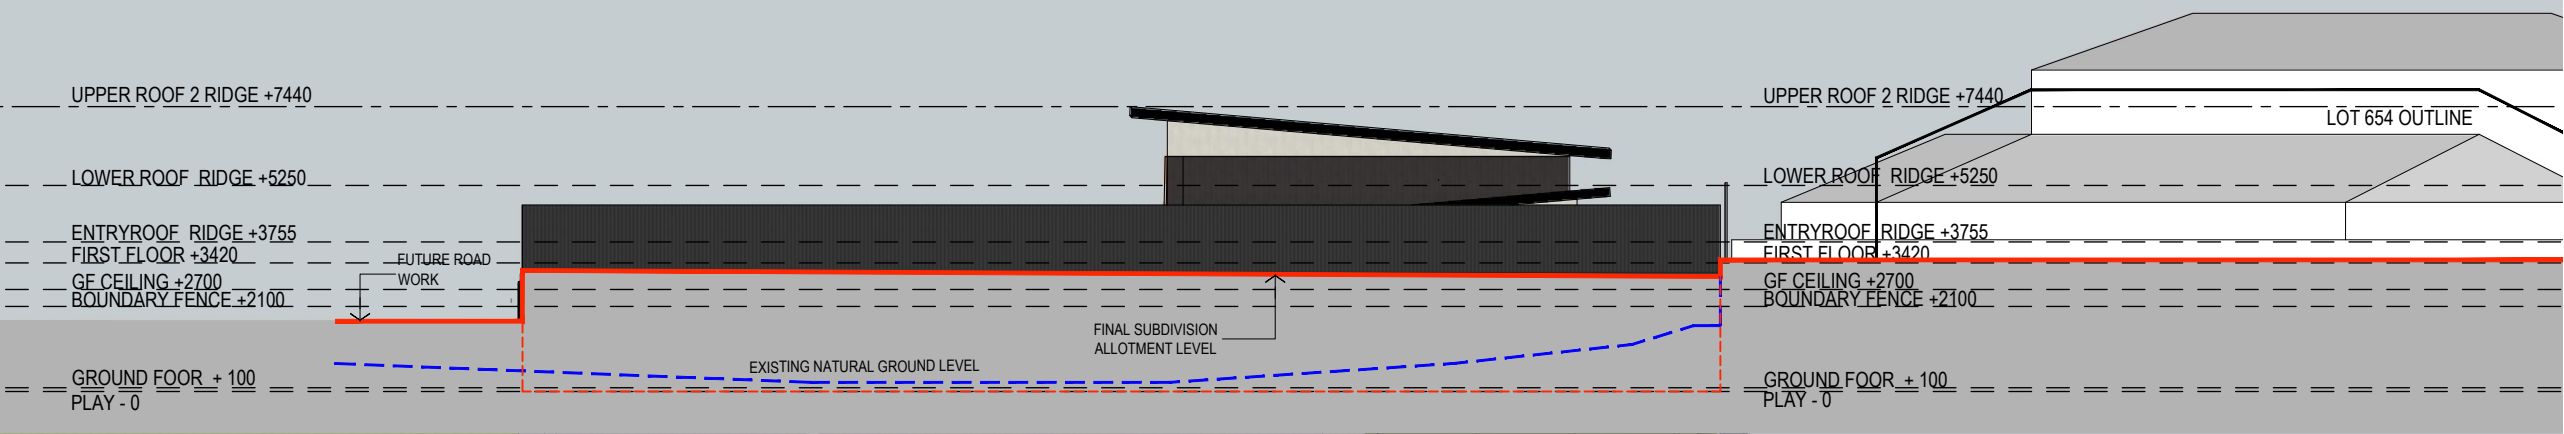 UPPER ROOF 2 RIDGE +7440
LOWER ROOF RIDGE +5250
ENTRYROOF RIDGE +3755
FIRST FLOOR +3420
GF CEILING +2700
BOUNDARY FENCE +2100
GROUND FOOR + 100
PLAY - 0
FUTURE ROAD
WORK
EXISTING NATURAL GROUND LEVEL
FINAL SUBDIVISION
ALLOTMENT LEVEL
UPPER ROOF 2 RIDGE +7440
LOT 654 OUTLINE
LOWER ROOF RIDGE +5250
ENTRYROOF RIDGE +3755
FIRST FLOOR +3420
GF CEILING +2700
BOUNDARY FENCE +2100
GROUND FOOR + 100
PLAY - 0